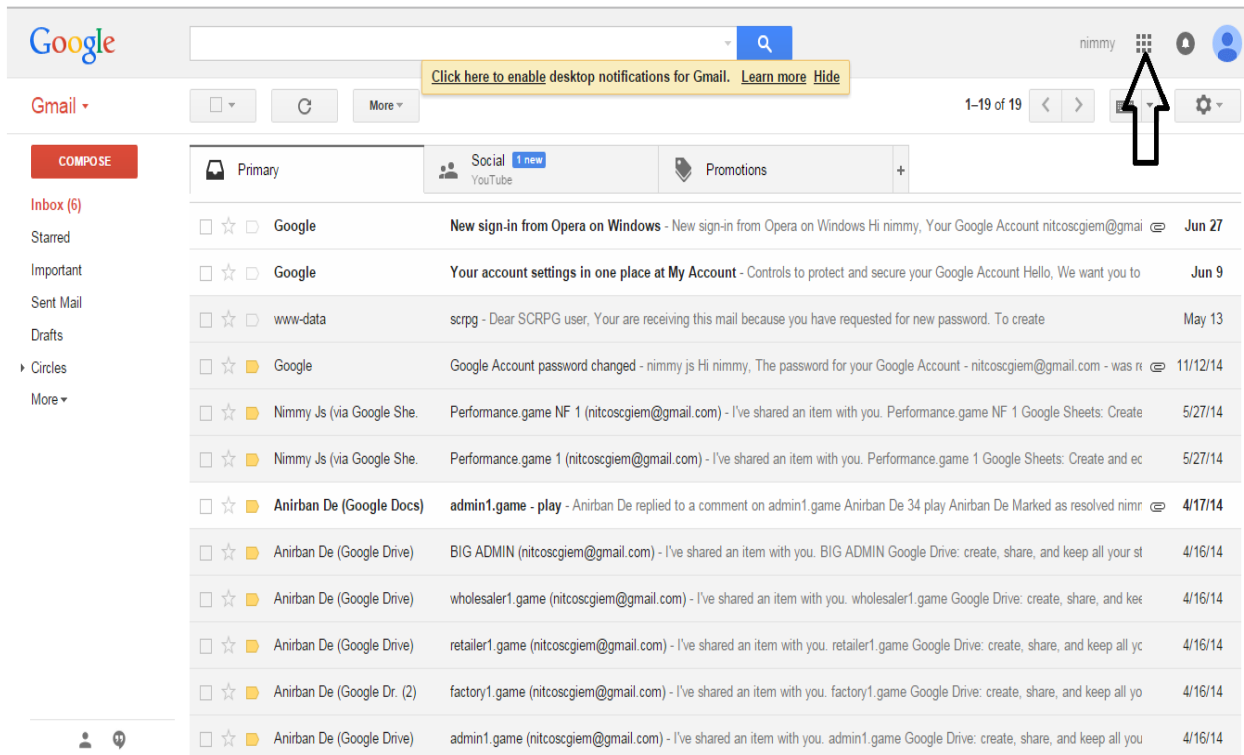 Google
nimmy
Click here to enable desktop notifications for Gmail. Learn more Hide
Gmail
More
1–19 of 19
COMPOSE
Primary
Social 1 new
YouTube
Promotions
+
Inbox (6)
Starred
Important
Sent Mail
Drafts
Circles
More
Google New sign-in from Opera on Windows - New sign-in from Opera on Windows Hi nimmy, Your Google Account nitcoscgiem@gmai Jun 27
Google Your account settings in one place at My Account - Controls to protect and secure your Google Account Hello, We want you to Jun 9
www-data scrpg - Dear SCRPG user, Your are receiving this mail because you have requested for new password. To create May 13
Google Google Account password changed - nimmy js Hi nimmy, The password for your Google Account - nitcoscgiem@gmail.com - was re 11/12/14
Nimmy Js (via Google She. Performance.game NF 1 (nitcoscgiem@gmail.com) - I've shared an item with you. Performance.game NF 1 Google Sheets: Create 5/27/14
Nimmy Js (via Google She. Performance.game 1 (nitcoscgiem@gmail.com) - I've shared an item with you. Performance.game 1 Google Sheets: Create and ec 5/27/14
Anirban De (Google Docs) admin1.game - play - Anirban De replied to a comment on admin1.game Anirban De 34 play Anirban De Marked as resolved nimr 4/17/14
Anirban De (Google Drive) BIG ADMIN (nitcoscgiem@gmail.com) - I've shared an item with you. BIG ADMIN Google Drive: create, share, and keep all your st 4/16/14
Anirban De (Google Drive) wholesaler1.game (nitcoscgiem@gmail.com) - I've shared an item with you. wholesaler1.game Google Drive: create, share, and kee 4/16/14
Anirban De (Google Drive) retailer1.game (nitcoscgiem@gmail.com) - I've shared an item with you. retailer1.game Google Drive: create, share, and keep all yc 4/16/14
Anirban De (Google Dr. (2) factory1.game (nitcoscgiem@gmail.com) - I've shared an item with you. factory1.game Google Drive: create, share, and keep all yo 4/16/14
Anirban De (Google Drive) admin1.game (nitcoscgiem@gmail.com) - I've shared an item with you. admin1.game Google Drive: create, share, and keep all you 4/16/14